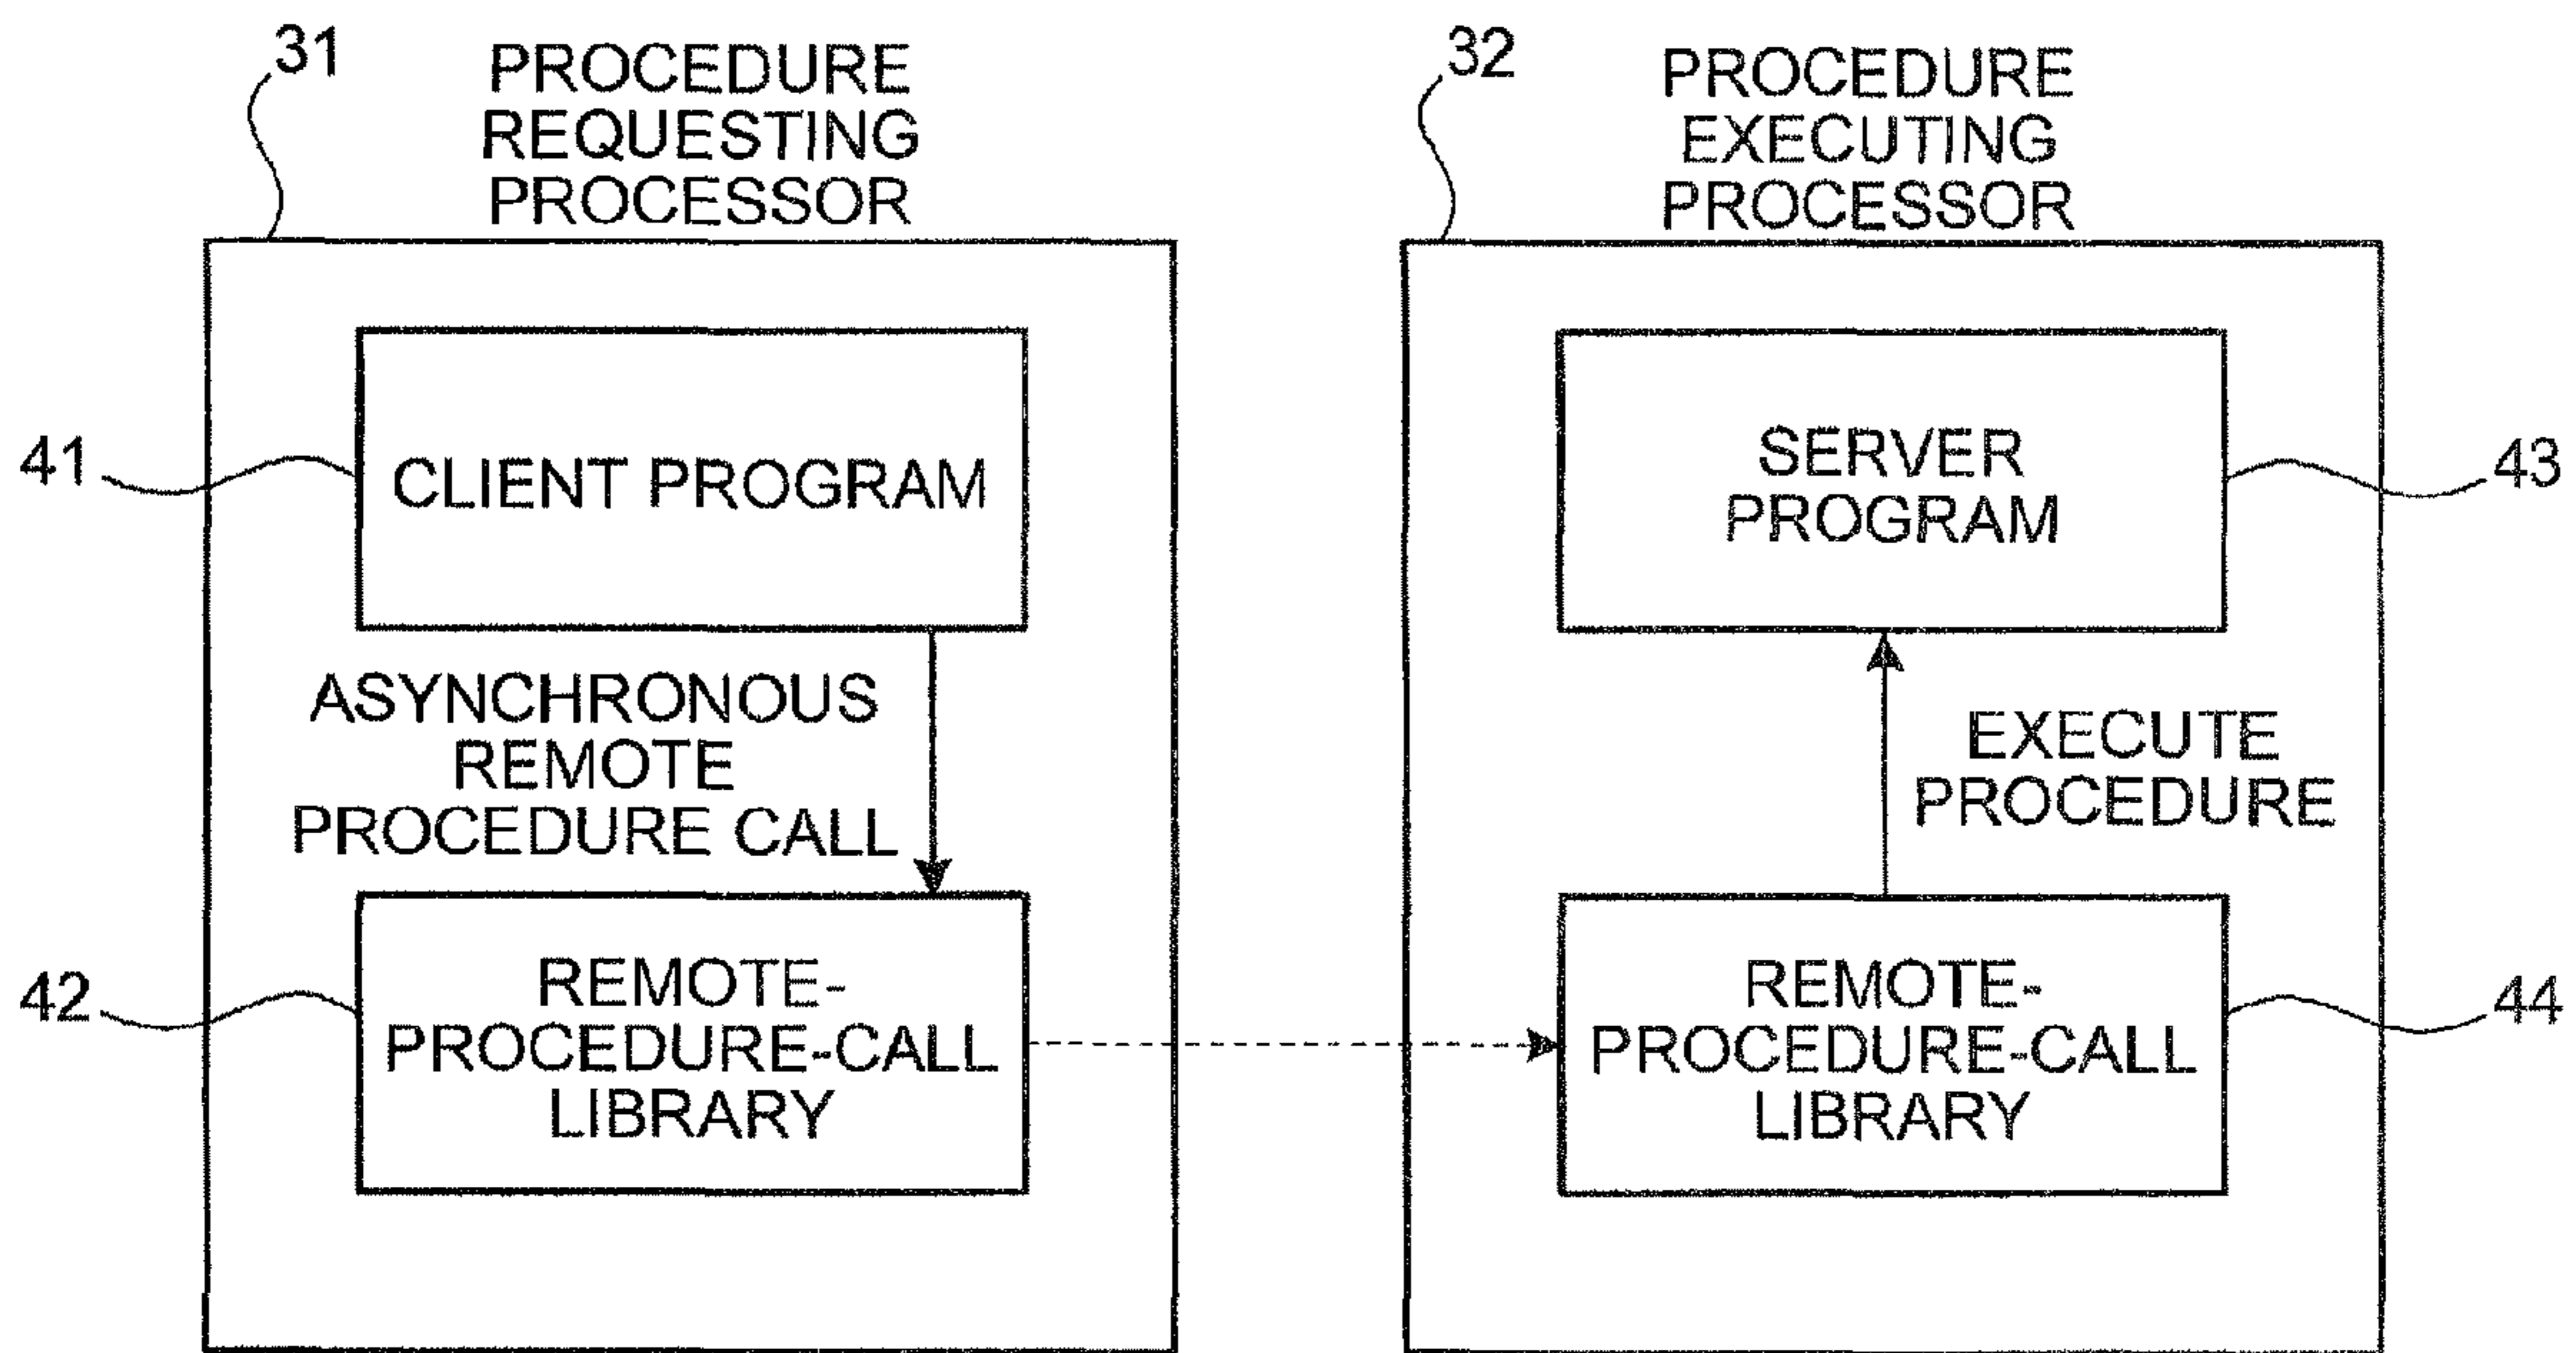 31
PROCEDURE
REQUESTING
PROCESSOR
41
CLIENT PROGRAM
ASYNCHRONOUS
REMOTE
PROCEDURE CALL
42
REMOTE-
PROCEDURE-CALL
LIBRARY
32
PROCEDURE
EXECUTING
PROCESSOR
SERVER
PROGRAM
43
EXECUTE
PROCEDURE
REMOTE-
PROCEDURE-CALL
LIBRARY
44